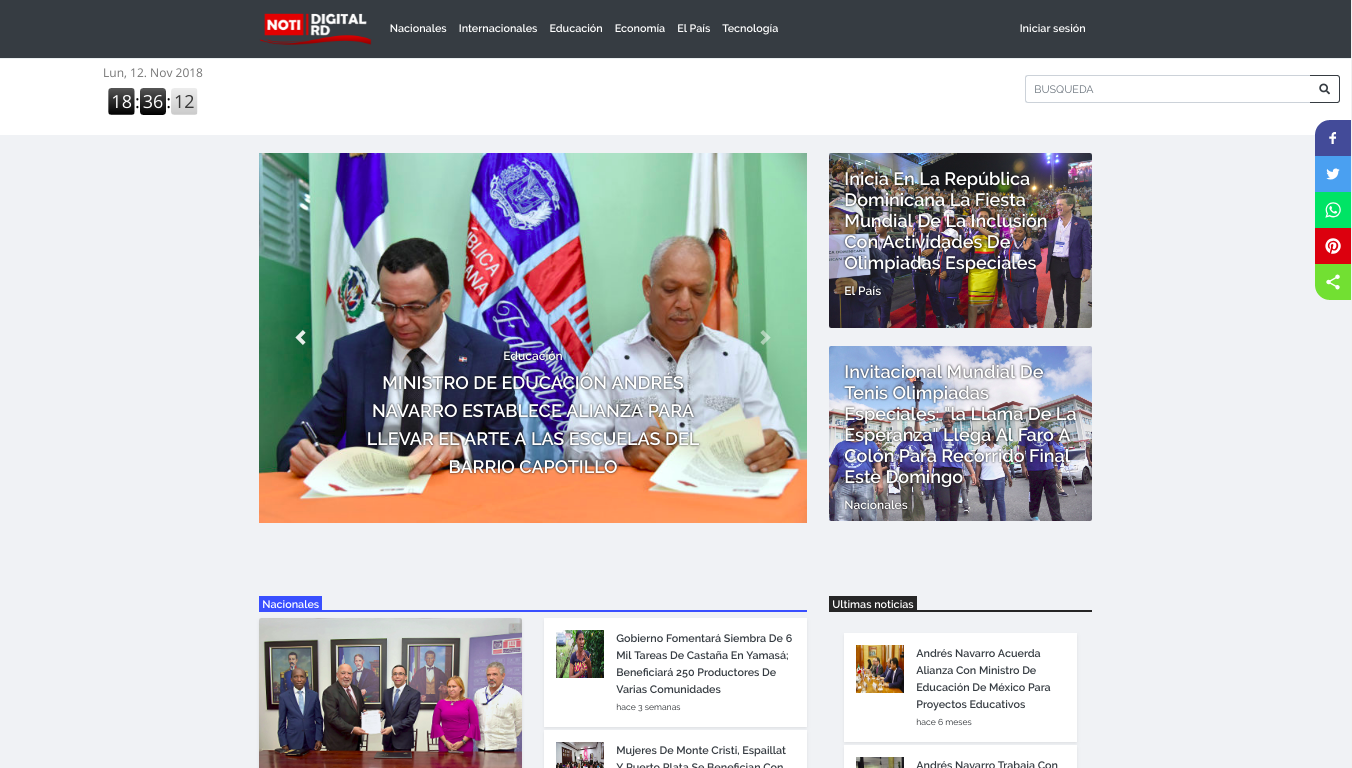 NOTI DIGITAL RD
Nacionales Internacionales Educación Economía El País Tecnología
Iniciar sesión
Lun, 12. Nov 2018
18:36:12
BUSQUEDA
Educación
MINISTRO DE EDUCACIÓN ANDRÉS
NAVARRO ESTABLECE ALIANZA PARA
LLEVAR EL ARTE A LAS ESCUELAS DEL
BARRIO CAPOTILLO
Inicia En La República
Dominicana La Fiesta
Mundial De La Inclusión
Con Actividades De
Olimpiadas Especiales
El País
Invitacional Mundial De
Tenis Olimpiadas
Especiales: "la Llama De La
Esperanza" Llega Al Faro A
Colón Para Recorrido Final
Este Domingo
Nacionales
Nacionales
Gobierno Fomentará Siembra De 6
Mil Tareas De Castaña En Yamasá;
Beneficiará 250 Productores De
Varias Comunidades
hace 3 semanas
Mujeres De Monte Cristi, Espaillat
Y Puerto Plata Se Benefician Con
Ultimas noticias
Andrés Navarro Acuerda
Alianza Con Ministro De
Educación De México Para
Proyectos Educativos
hace 6 meses
Andrés Navarro Trabaja Con